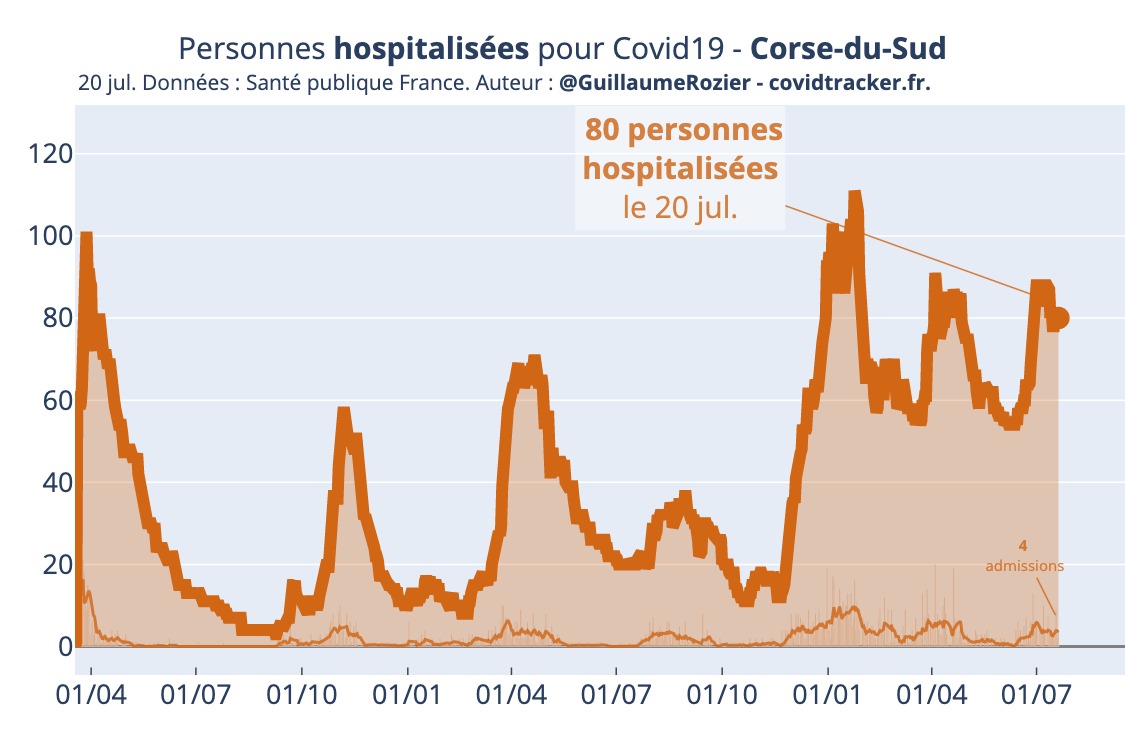 Personnes hospitalisées pour Covid19 - Corse-du-Sud
20 jul. Données : Santé publique France. Auteur : @GuillaumeRozier - covidtracker.fr.
80 personnes
hospitalisées
le 20 jul.
120
100
80
60
40
20
0
4
admissions
01/04 01/07 01/10 01/01 01/04 01/07 01/10 01/01 01/04 01/07